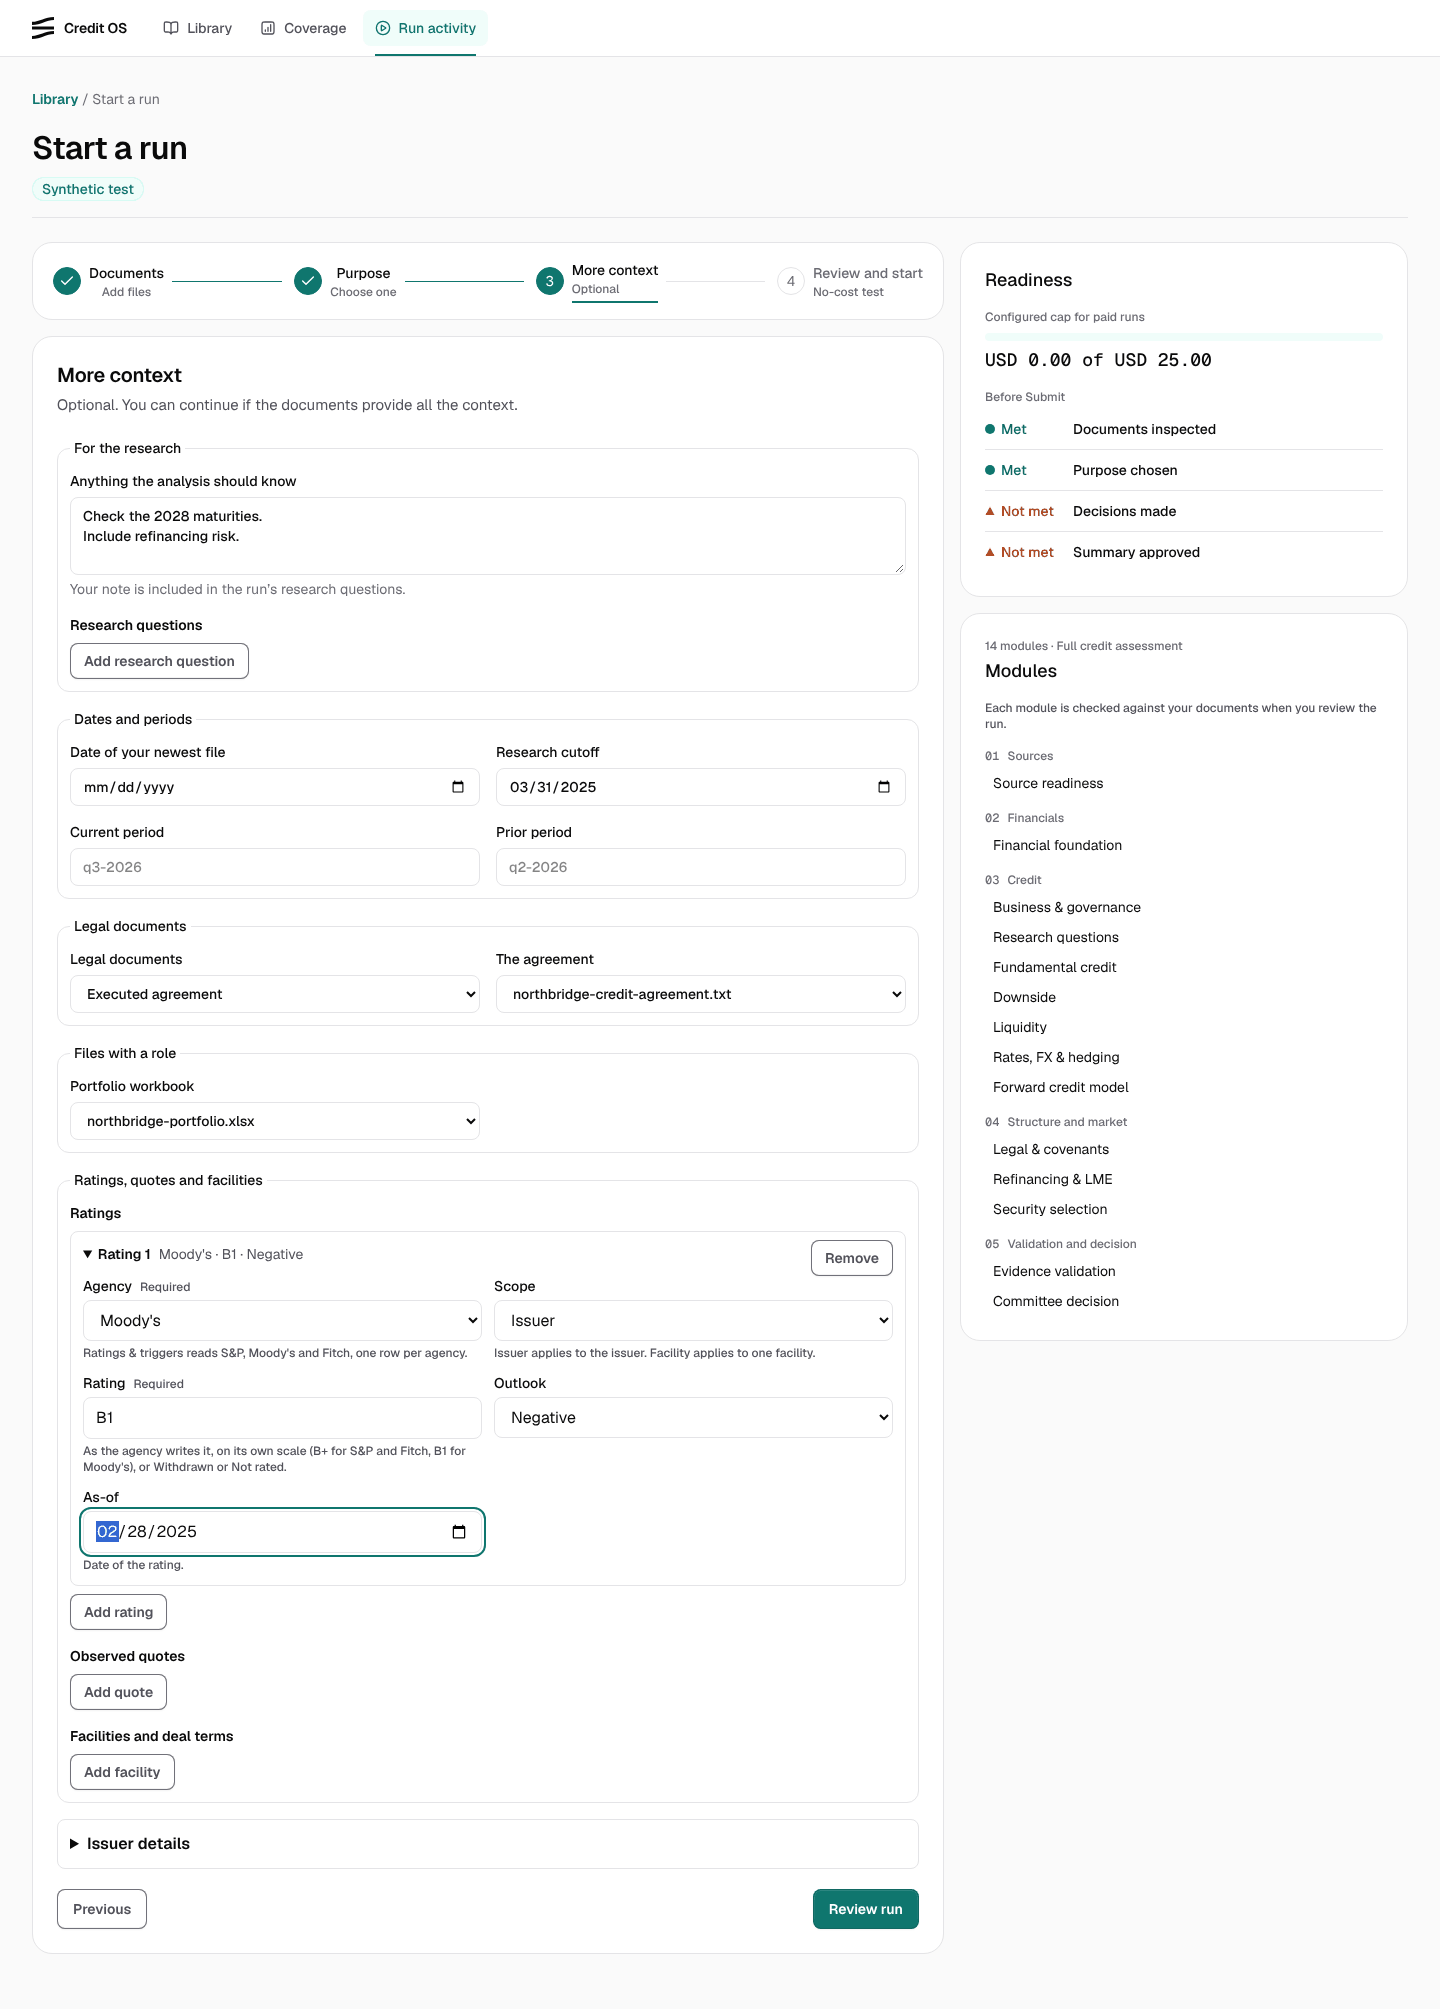 Credit OS
Library
Coverage
Run activity
Library / Start a run
Start a run
Synthetic test
Documents
Add files
Purpose
Choose one
3
More context
Optional
4
Review and start
No-cost test
More context
Optional. You can continue if the documents provide all the context.
For the research
Anything the analysis should know
Check the 2028 maturities.
Include refinancing risk.
Your note is included in the run's research questions.
Research questions
Add research question
Dates and periods
Date of your newest file
Research cutoff
mm/dd/yyyy
03/31/2025
Current period
Prior period
q3-2026
q2-2026
Legal documents
Legal documents
The agreement
Executed agreement
northbridge-credit-agreement.txt
Files with a role
Portfolio workbook
northbridge-portfolio.xlsx
Ratings, quotes and facilities
Ratings
Rating 1 Moody's · B1 · Negative
Remove
Agency Required
Scope
Moody's
Issuer
Ratings & triggers reads S&P, Moody's and Fitch, one row per agency.
Issuer applies to the issuer. Facility applies to one facility.
Rating Required
Outlook
B1
Negative
As the agency writes it, on its own scale (B+ for S&P and Fitch, B1 for
Moody's), or Withdrawn or Not rated.
As-of
02/28/2025
Date of the rating.
Add rating
Observed quotes
Add quote
Facilities and deal terms
Add facility
Issuer details
Previous
Review run
Readiness
Configured cap for paid runs
USD 0.00 of USD 25.00
Before Submit
Met Documents inspected
Met Purpose chosen
Not met Decisions made
Not met Summary approved
14 modules · Full credit assessment
Modules
Each module is checked against your documents when you review the
run.
01 Sources
Source readiness
02 Financials
Financial foundation
03 Credit
Business & governance
Research questions
Fundamental credit
Downside
Liquidity
Rates, FX & hedging
Forward credit model
04 Structure and market
Legal & covenants
Refinancing & LME
Security selection
05 Validation and decision
Evidence validation
Committee decision